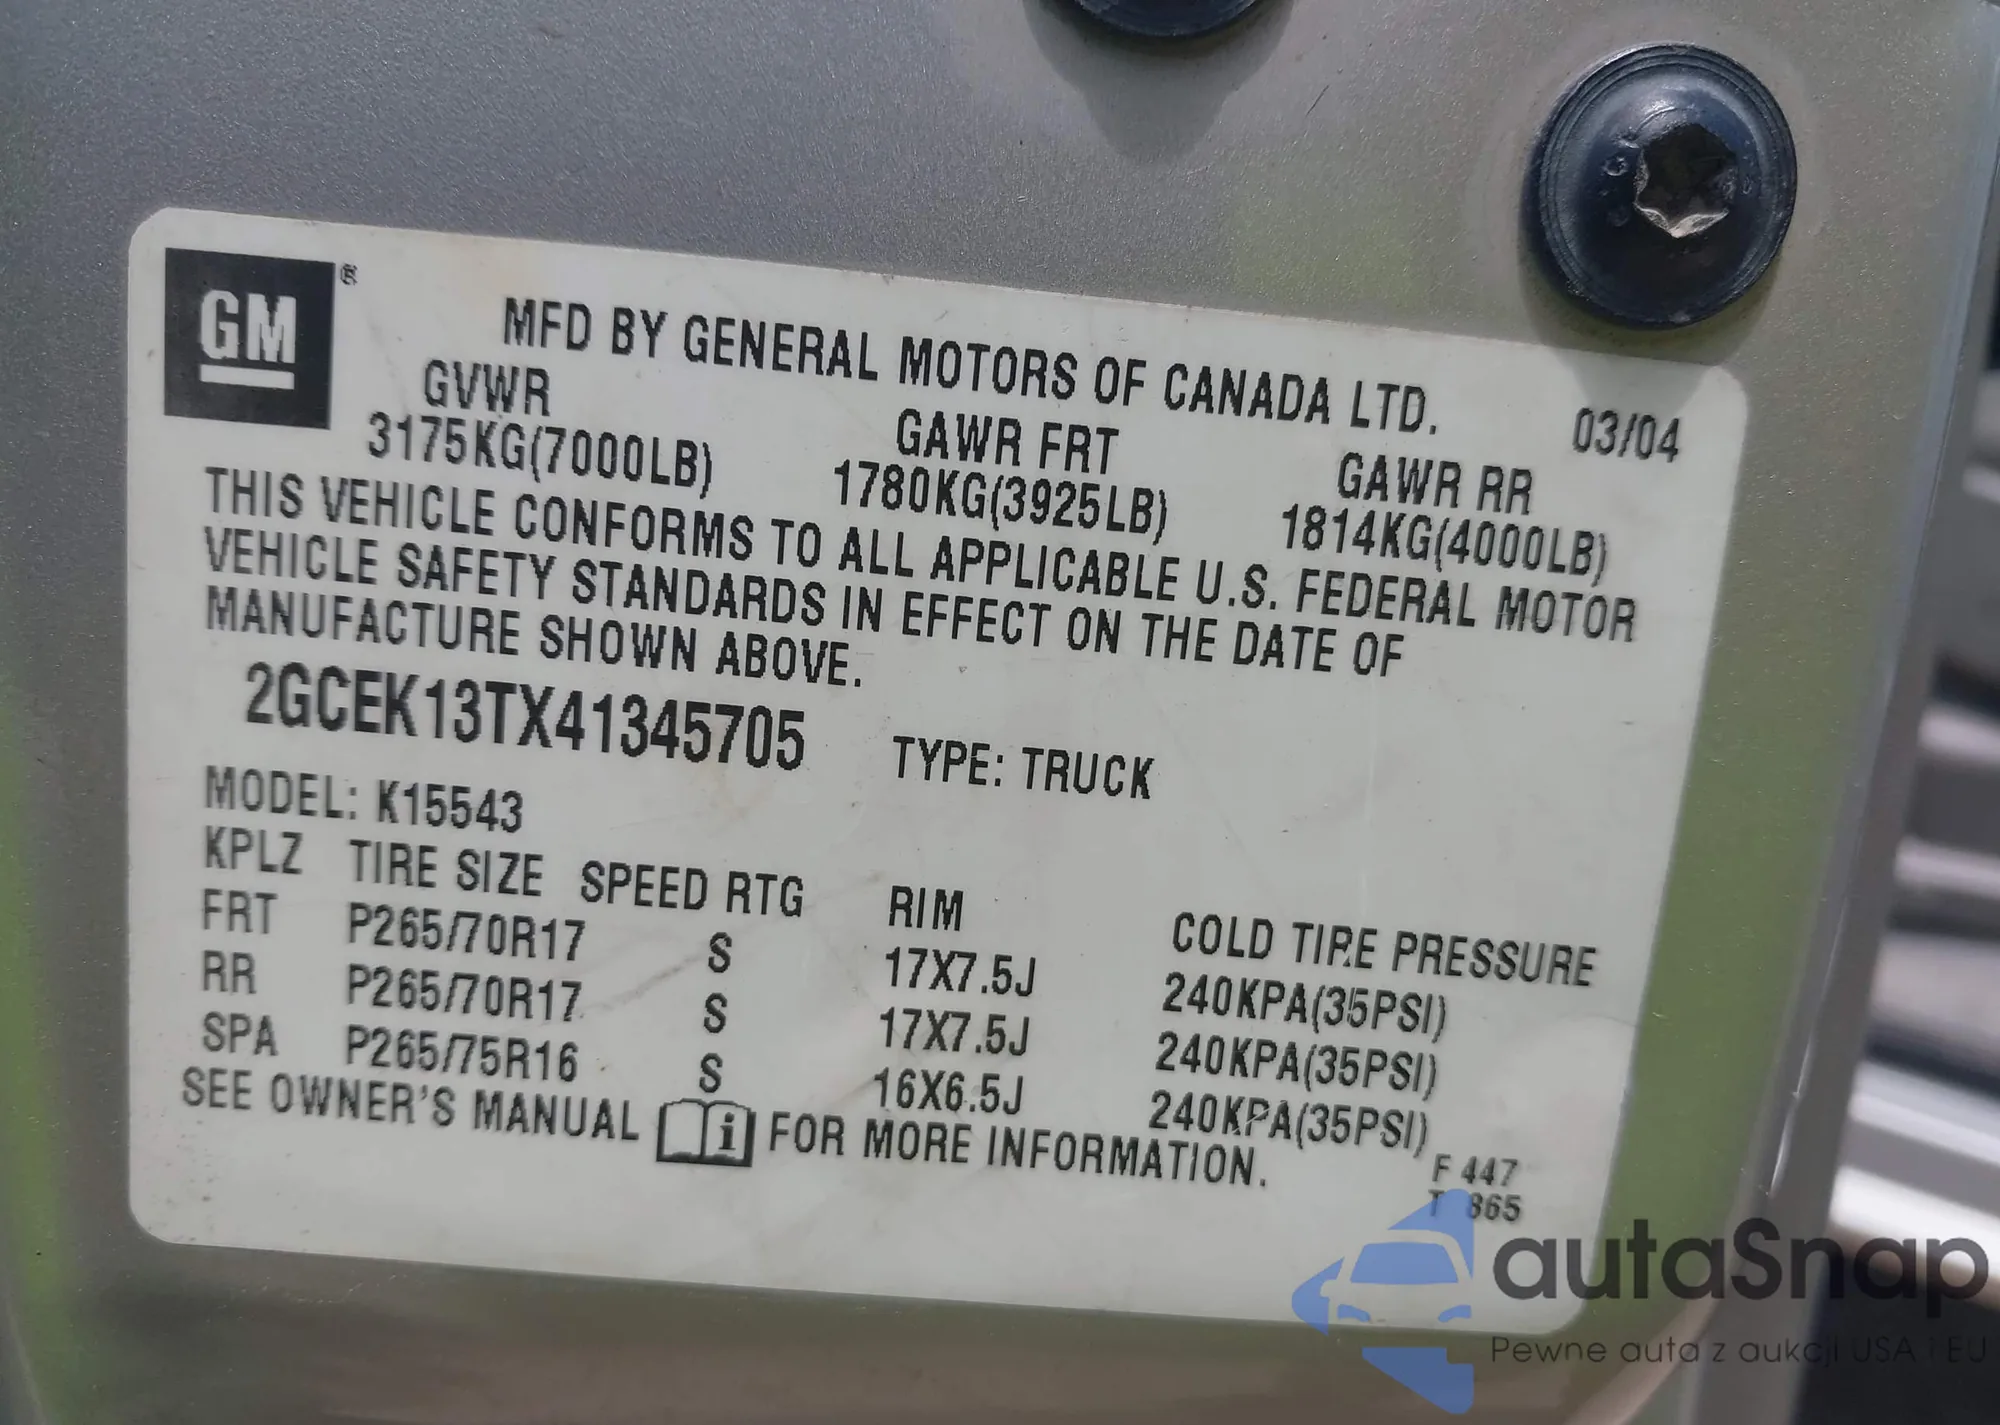 GM ®
MFD BY GENERAL MOTORS OF CANADA LTD.
03/04
GVWR GAWR FRT GAWR RR
3175KG(7000LB) 1780KG(3925LB) 1814KG(4000LB)
THIS VEHICLE CONFORMS TO ALL APPLICABLE U.S. FEDERAL MOTOR
VEHICLE SAFETY STANDARDS IN EFFECT ON THE DATE OF
MANUFACTURE SHOWN ABOVE.
2GCEK13TX41345705 TYPE: TRUCK
MODEL: K15543
KPLZ TIRE SIZE SPEED RTG RIM COLD TIRE PRESSURE
FRT P265/70R17 S 17X7.5J 240KPA(35PSI)
RR P265/70R17 S 17X7.5J 240KPA(35PSI)
SPA P265/75R16 S 16X6.5J 240KPA(35PSI)
SEE OWNER'S MANUAL i FOR MORE INFORMATION.
F 447
T 865
autaSnap
Pewne auta z aukcji USA i EU